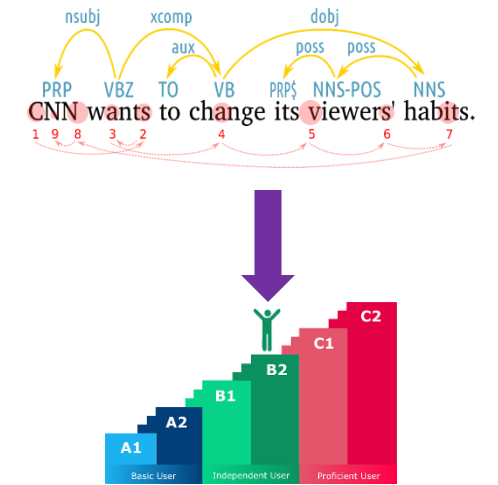 nsubj xcomp dobj
aux poss poss
PRP VBZ TO VB PRP$ NNS-POS NNS
CNN wants to change its viewers' habits.
1 9 8 3 2 4 5 6 7
C2
C1
B2
B1
A2
A1
Basic User Independent User Proficient User